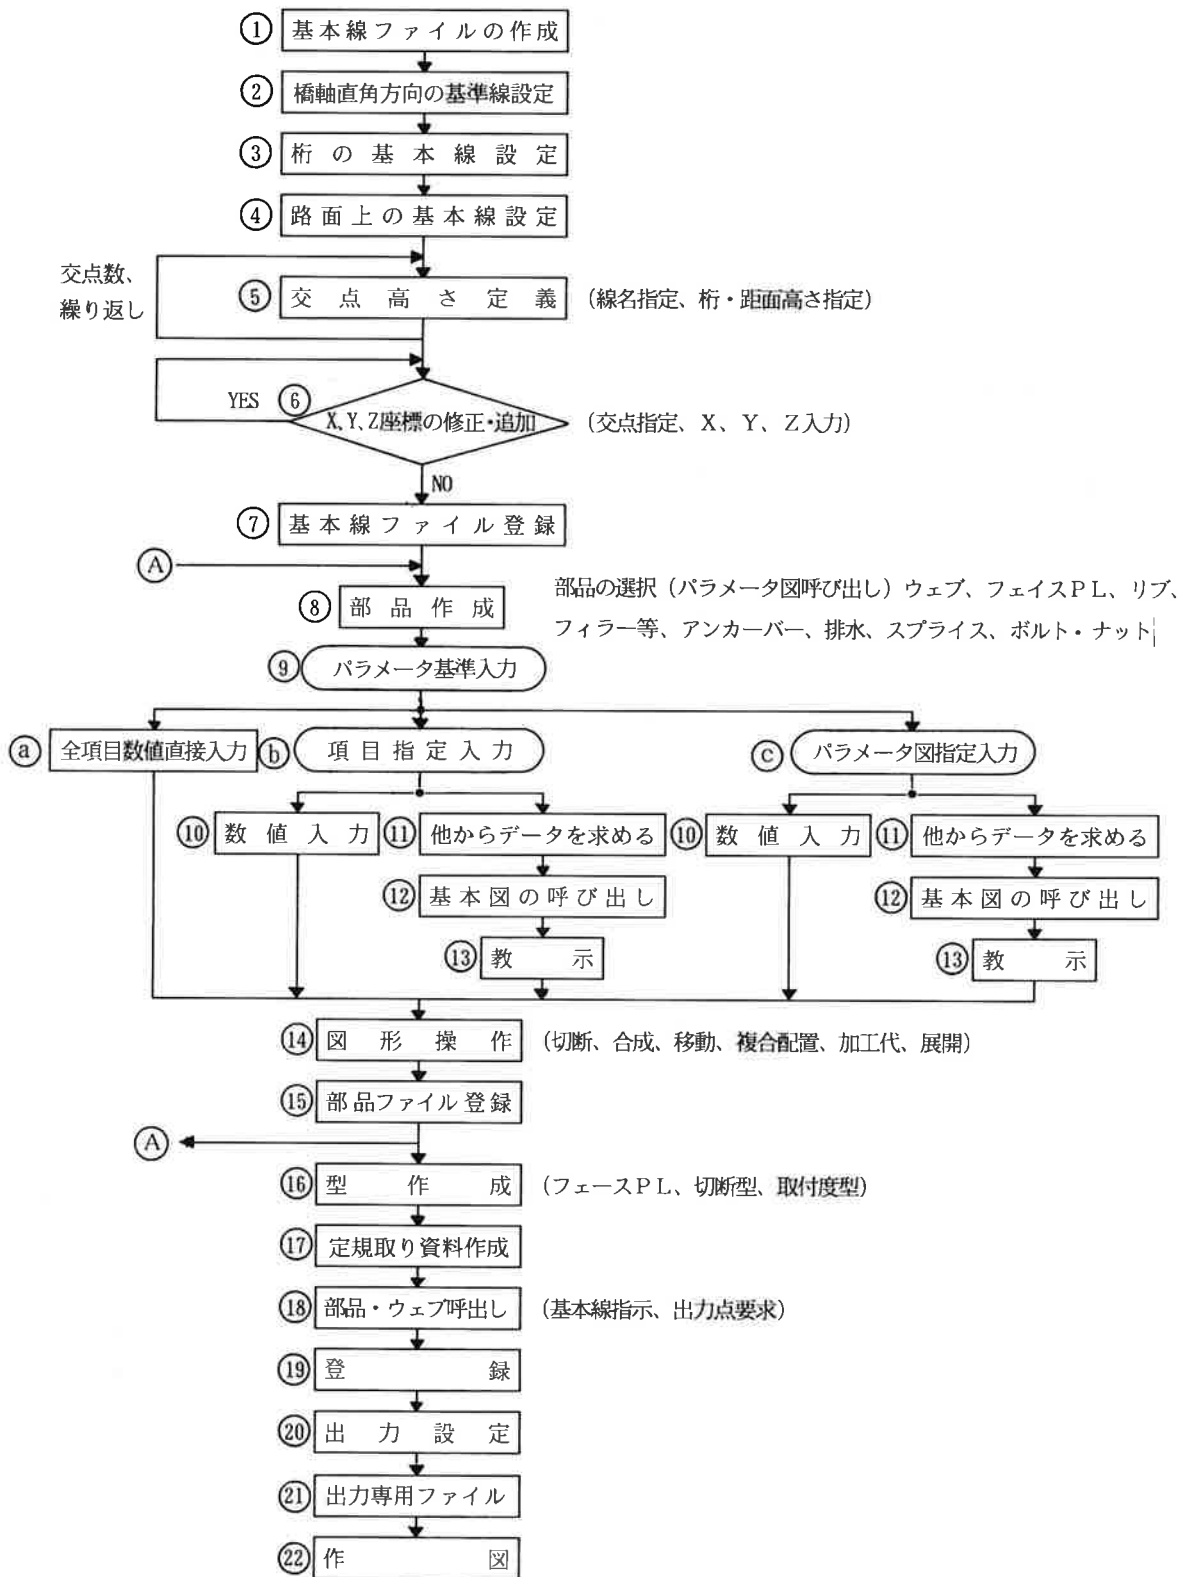 ① 基本線ファイルの作成
② 橋軸直角方向の基準線設定
③ 桁の基本線設定
④ 路面上の基本線設定
交点数、
繰り返し
⑤ 交点高さ定義 (線名指定、桁・距面高さ指定)
YES ⑥ X、Y、Z座標の修正・追加 (交点指定、X、Y、Z入力)
NO
⑦ 基本線ファイル登録
Ⓐ
⑧ 部品作成
部品の選択(パラメータ図呼び出し)ウェブ、フェイスPL、リブ、
フィラー等、アンカーバー、排水、スプライス、ボルト・ナット
⑨ パラメータ基準入力
ⓐ 全項目数値直接入力 ⓑ 項目指定入力 ⓒ パラメータ図指定入力
⑩ 数値入力 ⑪ 他からデータを求める ⑩ 数値入力 ⑪ 他からデータを求める
⑫ 基本図の呼び出し ⑫ 基本図の呼び出し
⑬ 教示 ⑬ 教示
⑭ 図形操作 (切断、合成、移動、複合配置、加工代、展開)
⑮ 部品ファイル登録
Ⓐ
⑯ 型作成 (フェースPL、切断型、取付度型)
⑰ 定規取り資料作成
⑱ 部品・ウェブ呼出し (基本線指示、出力点要求)
⑲ 登録
⑳ 出力設定
㉑ 出力専用ファイル
㉒ 作図